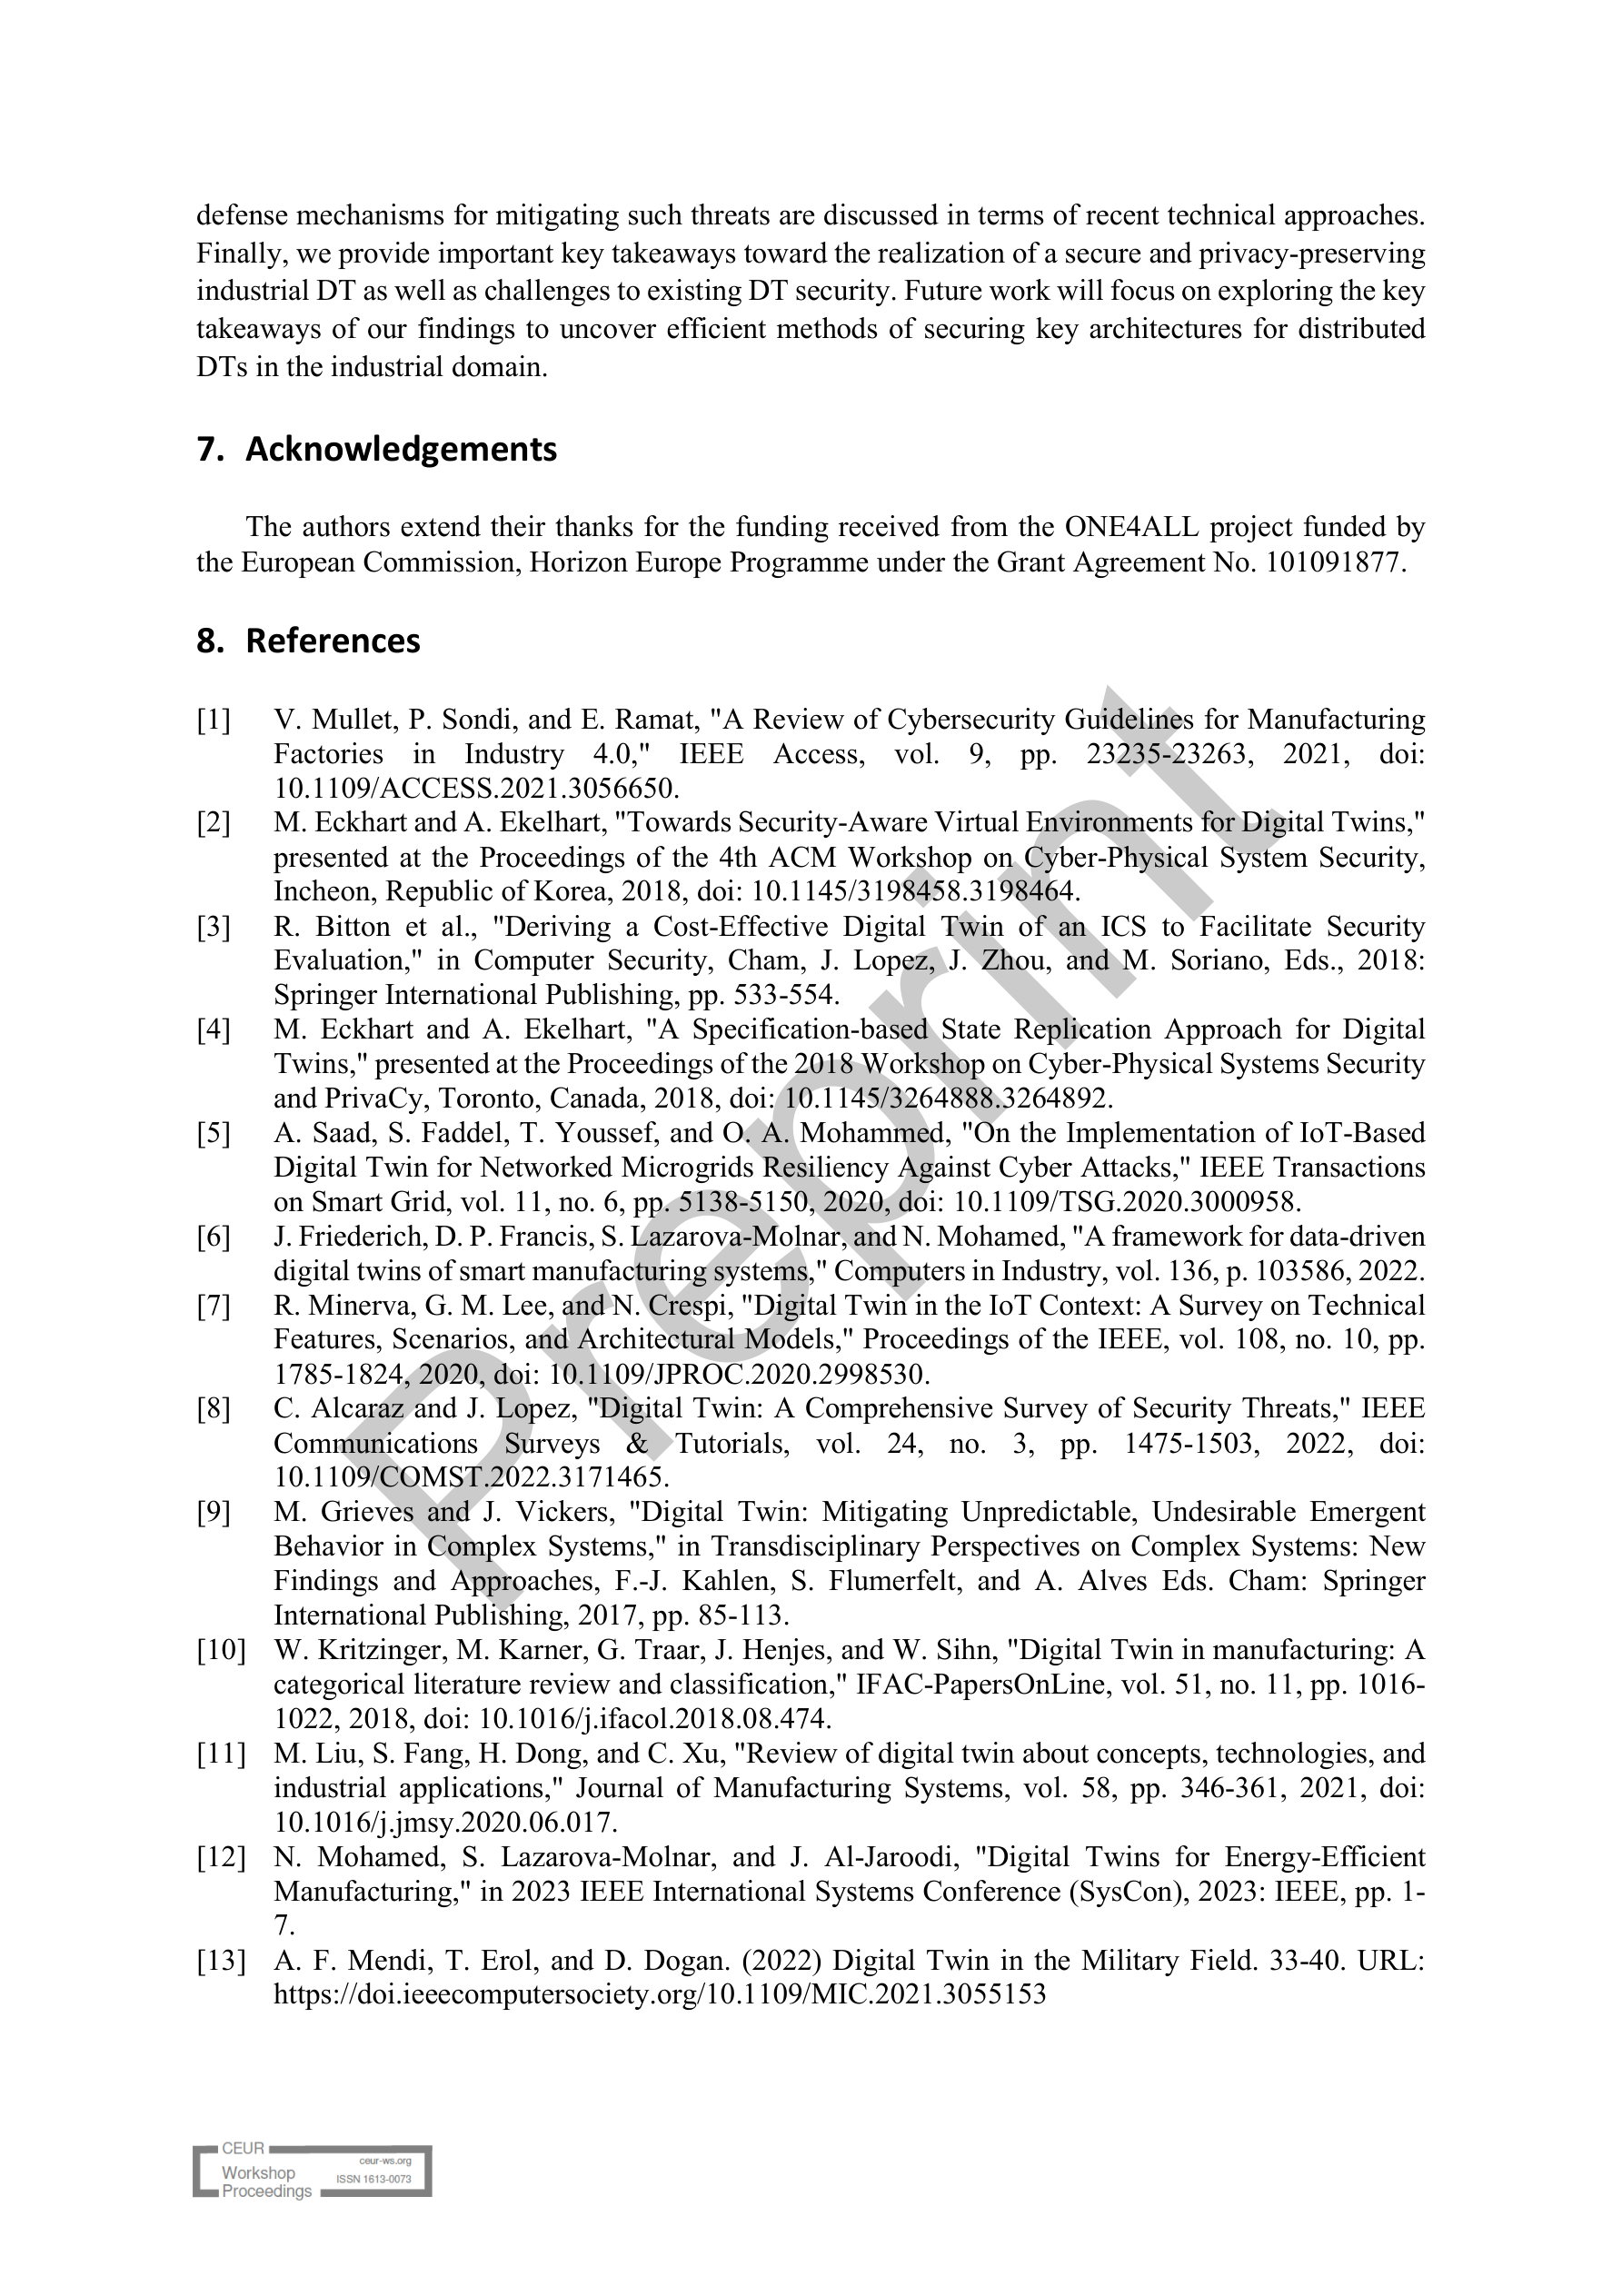 defense mechanisms for mitigating such threats are discussed in terms of recent technical approaches.
Finally, we provide important key takeaways toward the realization of a secure and privacy-preserving
industrial DT as well as challenges to existing DT security. Future work will focus on exploring the key
takeaways of our findings to uncover efficient methods of securing key architectures for distributed
DTs in the industrial domain.
7. Acknowledgements
The authors extend their thanks for the funding received from the ONE4ALL project funded by
the European Commission, Horizon Europe Programme under the Grant Agreement No. 101091877.
8. References
[1] V. Mullet, P. Sondi, and E. Ramat, "A Review of Cybersecurity Guidelines for Manufacturing
Factories in Industry 4.0," IEEE Access, vol. 9, pp. 23235-23263, 2021, doi:
10.1109/ACCESS.2021.3056650.
[2] M. Eckhart and A. Ekelhart, "Towards Security-Aware Virtual Environments for Digital Twins,"
presented at the Proceedings of the 4th ACM Workshop on Cyber-Physical System Security,
Incheon, Republic of Korea, 2018, doi: 10.1145/3198458.3198464.
[3] R. Bitton et al., "Deriving a Cost-Effective Digital Twin of an ICS to Facilitate Security
Evaluation," in Computer Security, Cham, J. Lopez, J. Zhou, and M. Soriano, Eds., 2018:
Springer International Publishing, pp. 533-554.
[4] M. Eckhart and A. Ekelhart, "A Specification-based State Replication Approach for Digital
Twins," presented at the Proceedings of the 2018 Workshop on Cyber-Physical Systems Security
and PrivaCy, Toronto, Canada, 2018, doi: 10.1145/3264888.3264892.
[5] A. Saad, S. Faddel, T. Youssef, and O. A. Mohammed, "On the Implementation of IoT-Based
Digital Twin for Networked Microgrids Resiliency Against Cyber Attacks," IEEE Transactions
on Smart Grid, vol. 11, no. 6, pp. 5138-5150, 2020, doi: 10.1109/TSG.2020.3000958.
[6] J. Friederich, D. P. Francis, S. Lazarova-Molnar, and N. Mohamed, "A framework for data-driven
digital twins of smart manufacturing systems," Computers in Industry, vol. 136, p. 103586, 2022.
[7] R. Minerva, G. M. Lee, and N. Crespi, "Digital Twin in the IoT Context: A Survey on Technical
Features, Scenarios, and Architectural Models," Proceedings of the IEEE, vol. 108, no. 10, pp.
1785-1824, 2020, doi: 10.1109/JPROC.2020.2998530.
[8] C. Alcaraz and J. Lopez, "Digital Twin: A Comprehensive Survey of Security Threats," IEEE
Communications Surveys & Tutorials, vol. 24, no. 3, pp. 1475-1503, 2022, doi:
10.1109/COMST.2022.3171465.
[9] M. Grieves and J. Vickers, "Digital Twin: Mitigating Unpredictable, Undesirable Emergent
Behavior in Complex Systems," in Transdisciplinary Perspectives on Complex Systems: New
Findings and Approaches, F.-J. Kahlen, S. Flumerfelt, and A. Alves Eds. Cham: Springer
International Publishing, 2017, pp. 85-113.
[10] W. Kritzinger, M. Karner, G. Traar, J. Henjes, and W. Sihn, "Digital Twin in manufacturing: A
categorical literature review and classification," IFAC-PapersOnLine, vol. 51, no. 11, pp. 1016-
1022, 2018, doi: 10.1016/j.ifacol.2018.08.474.
[11] M. Liu, S. Fang, H. Dong, and C. Xu, "Review of digital twin about concepts, technologies, and
industrial applications," Journal of Manufacturing Systems, vol. 58, pp. 346-361, 2021, doi:
10.1016/j.jmsy.2020.06.017.
[12] N. Mohamed, S. Lazarova-Molnar, and J. Al-Jaroodi, "Digital Twins for Energy-Efficient
Manufacturing," in 2023 IEEE International Systems Conference (SysCon), 2023: IEEE, pp. 1-
7.
[13] A. F. Mendi, T. Erol, and D. Dogan. (2022) Digital Twin in the Military Field. 33-40. URL:
https://doi.ieeecomputersociety.org/10.1109/MIC.2021.3055153
Preprint
CEUR
Workshop
Proceedings
ceur-ws.org
ISSN 1613-0073